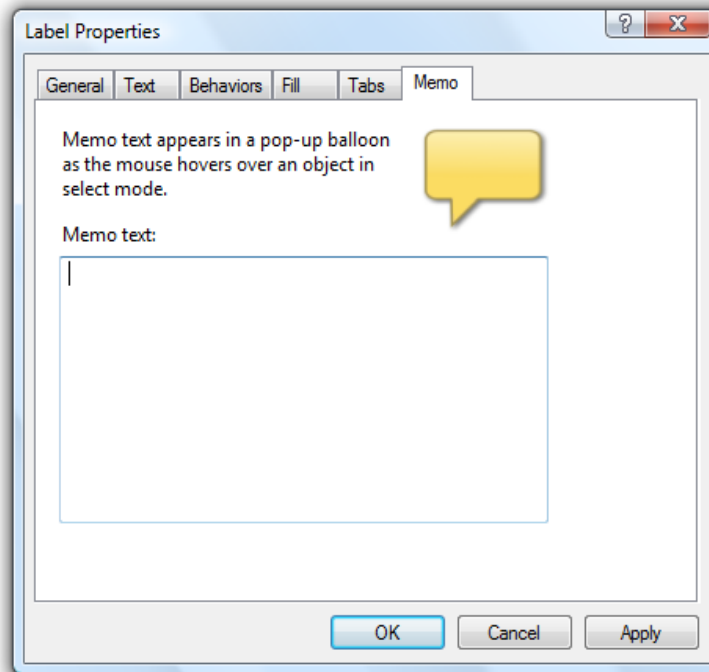 Label Properties
?
General Text Behaviors Fill Tabs Memo
Memo text appears in a pop-up balloon
as the mouse hovers over an object in
select mode.
Memo text:
OK Cancel Apply